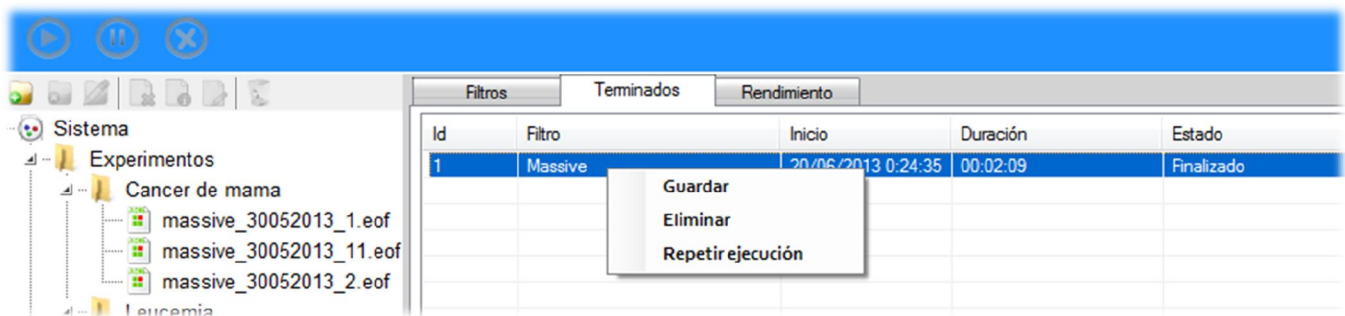 Filtros Terminados Rendimiento
Sistema
Experimentos
Cancer de mama
massive_30052013_1.eof
massive_30052013_11.eof
massive_30052013_2.eof
Leucemia
Id Filtro Inicio Duración Estado
1 Massive 20/06/2013 0:24:35 00:02:09 Finalizado
Guardar
Eliminar
Repetir ejecución